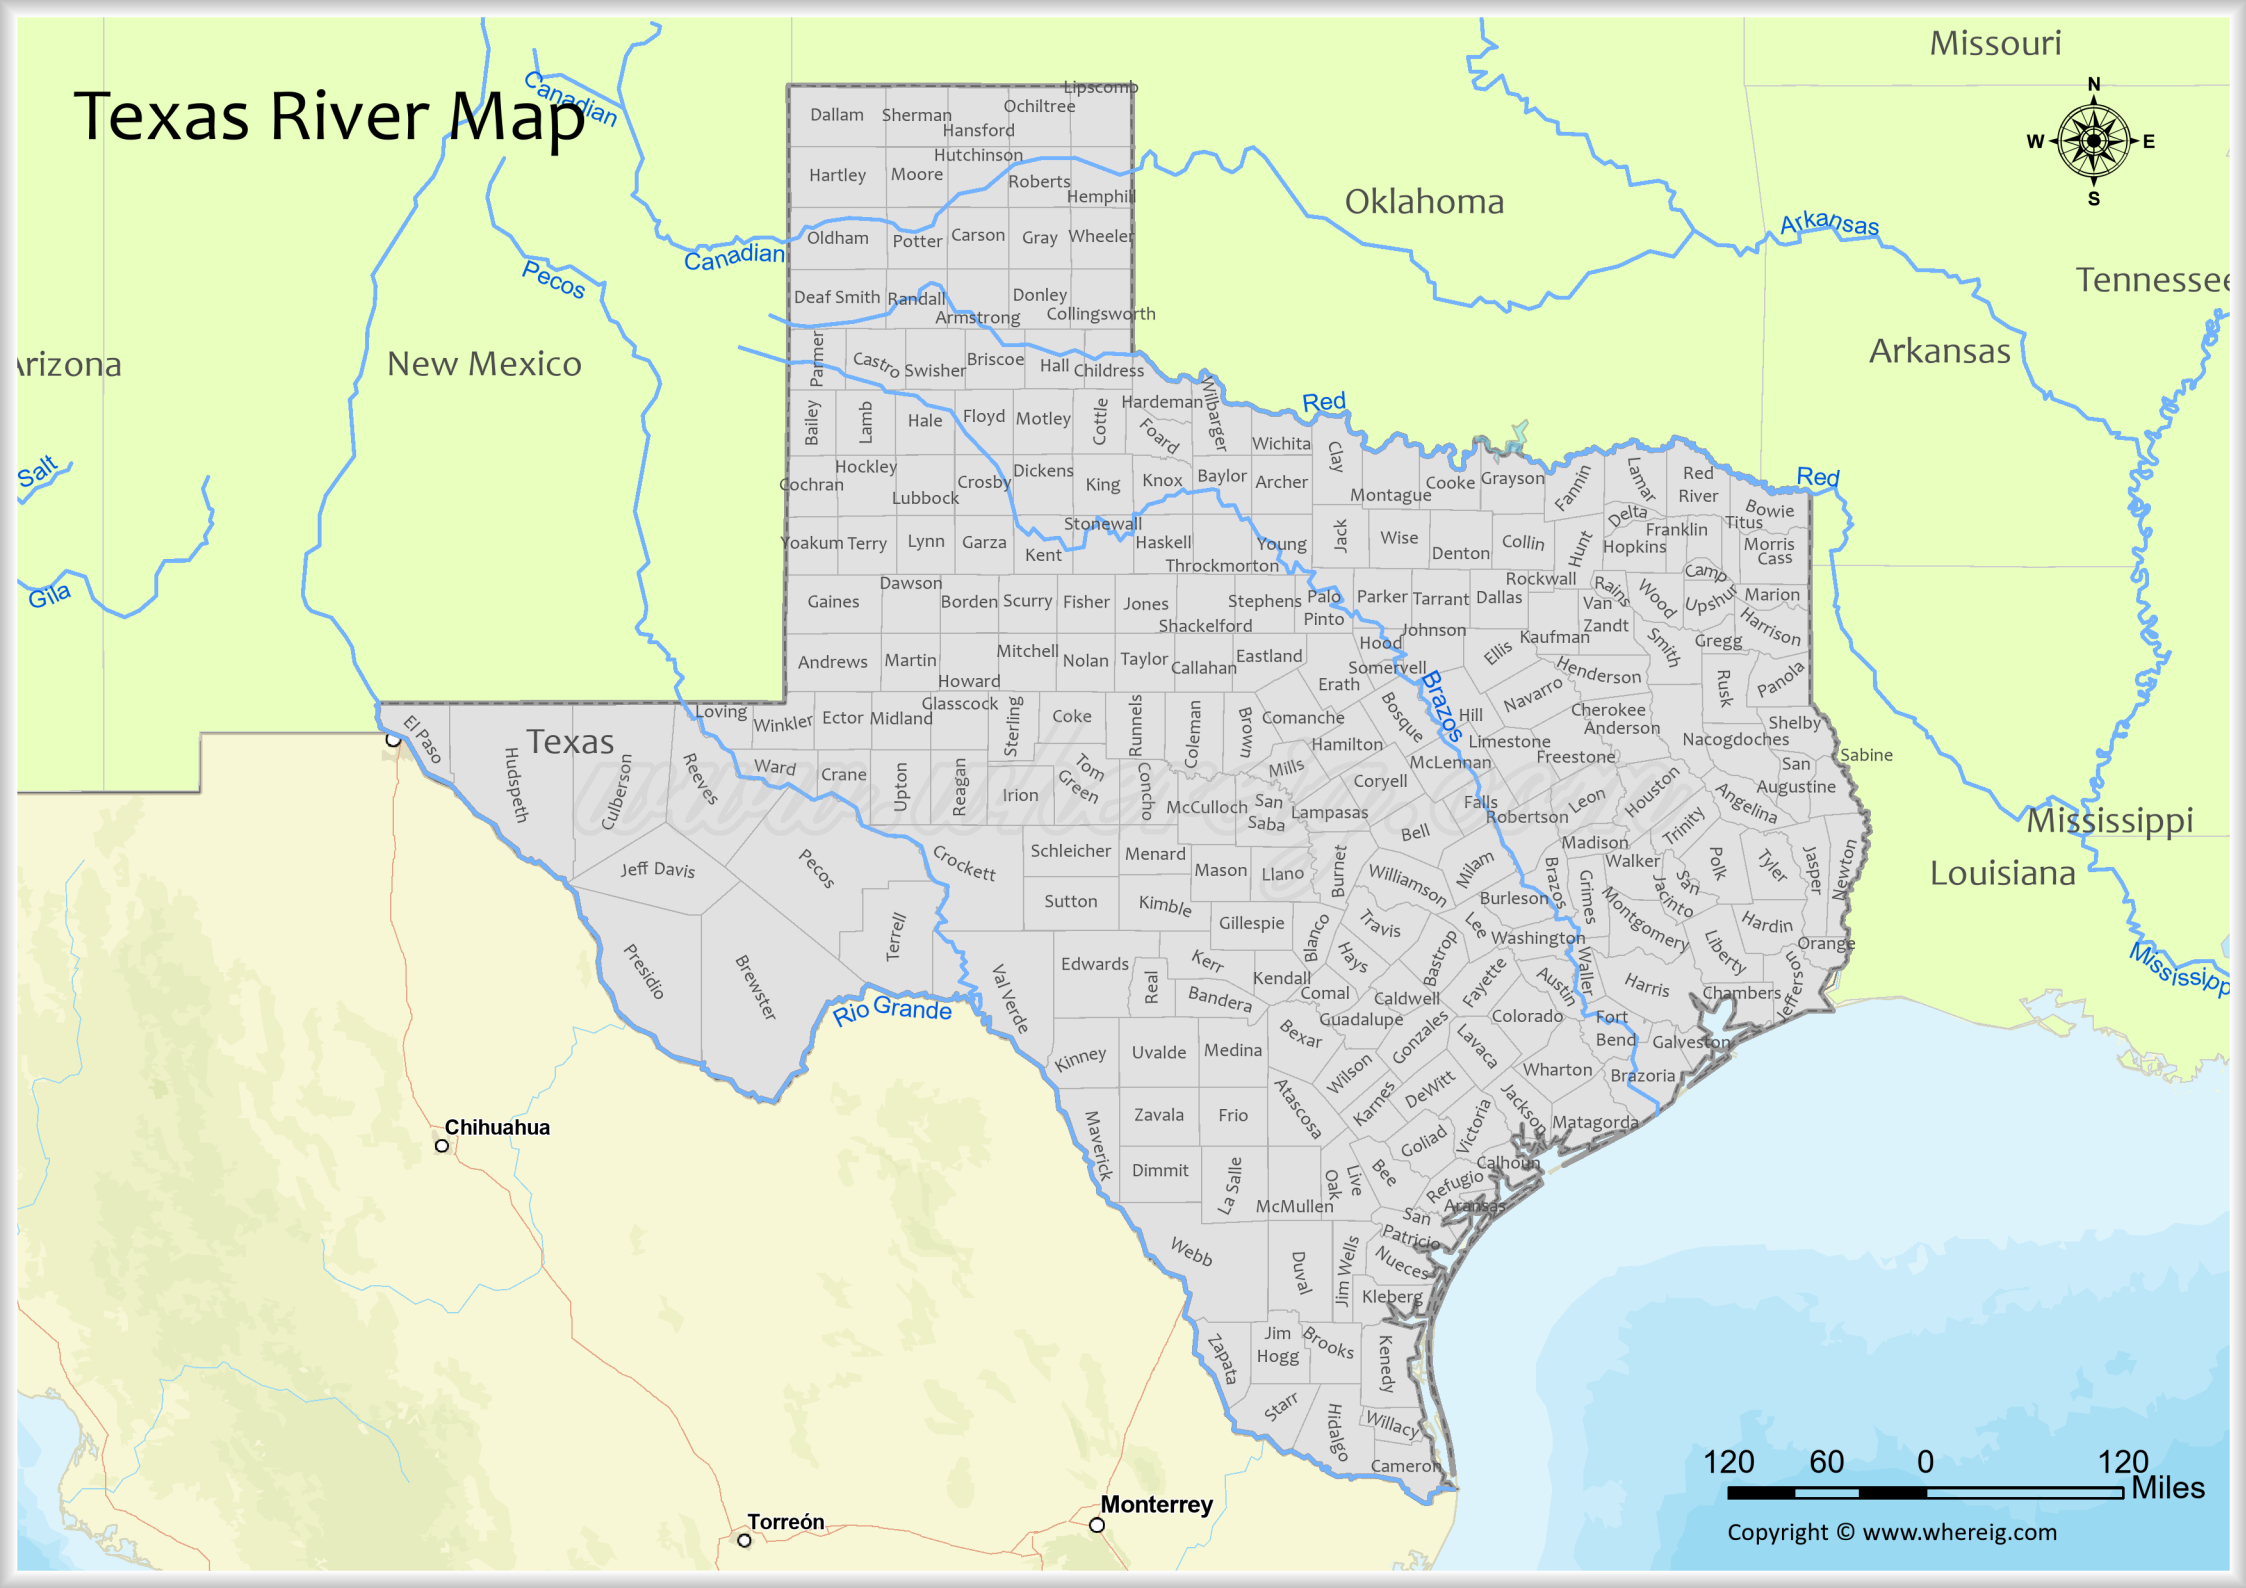 Texas River Map
Missouri
N
W
E
S
Oklahoma
Arkansas
Tennessee
Arkansas
New Mexico
Arizona
Canadian
Canadian
Pecos
Red
Red
Salt
Gila
Lipscomb
Ochiltree
Dallam
Sherman
Hansford
Hutchinson
Hartley
Moore
Roberts
Hemphill
Oldham
Potter
Carson
Gray
Wheeler
Deaf Smith
Randall
Armstrong
Donley
Collingsworth
Parmer
Castro
Swisher
Briscoe
Hall
Childress
Bailey
Lamb
Hale
Floyd
Motley
Cottle
Hardeman
Foard
Wilbarger
Wichita
Clay
Cochran
Hockley
Lubbock
Crosby
Dickens
King
Knox
Baylor
Archer
Montague
Cooke
Grayson
Fannin
Lamar
Red
River
Bowie
Yoakum
Terry
Lynn
Garza
Kent
Stonewall
Haskell
Throckmorton
Young
Jack
Wise
Denton
Collin
Hunt
Delta
Hopkins
Franklin
Titus
Morris
Cass
Gaines
Dawson
Borden
Scurry
Fisher
Jones
Shackelford
Stephens
Palo
Pinto
Parker
Tarrant
Dallas
Rockwall
Rains
Van
Zandt
Wood
Camp
Upshur
Marion
Harrison
Andrews
Martin
Howard
Mitchell
Nolan
Taylor
Callahan
Eastland
Erath
Hood
Somervell
Johnson
Ellis
Kaufman
Henderson
Smith
Gregg
Rusk
Panola
Texas
El Paso
Hudspeth
Culberson
Reeves
Loving
Winkler
Ector
Midland
Glasscock
Sterling
Coke
Runnels
Coleman
Brown
Comanche
Hamilton
Bosque
Brazos
Hill
Navarro
Limestone
Freestone
Cherokee
Anderson
Nacogdoches
Shelby
Sabine
San
Augustine
Ward
Crane
Upton
Reagan
Irion
Tom
Green
Concho
McCulloch
San
Saba
Mills
Lampasas
Coryell
McLennan
Bell
Falls
Robertson
Leon
Houston
Trinity
Angelina
Mississippi
Louisiana
Jeff Davis
Pecos
Crockett
Schleicher
Menard
Mason
Llano
Burnet
Williamson
Milam
Burleson
Brazos
Madison
Grimes
Walker
San
Jacinto
Polk
Tyler
Jasper
Newton
Presidio
Brewster
Terrell
Sutton
Kimble
Gillespie
Blanco
Travis
Hays
Bastrop
Lee
Washington
Montgomery
Liberty
Hardin
Orange
Mississipp
Rio Grande
Val Verde
Edwards
Real
Kerr
Bandera
Kendall
Comal
Guadalupe
Caldwell
Fayette
Austin
Waller
Harris
Chambers
Jefferson
Kinney
Uvalde
Medina
Bexar
Wilson
Gonzales
Lavaca
Colorado
Fort
Bend
Galveston
Brazoria
Wharton
Maverick
Zavala
Frio
Atascosa
Karnes
DeWitt
Victoria
Jackson
Matagorda
Calhoun
Goliad
Dimmit
La Salle
McMullen
Live
Oak
Bee
Refugio
Aransas
San
Patricio
Webb
Duval
Jim Wells
Nueces
Kleberg
Zapata
Jim
Hogg
Brooks
Kenedy
Starr
Hidalgo
Willacy
Cameron
Chihuahua
Torreón
Monterrey
www.whereig.com
120 60 0 120
Miles
Copyright © www.whereig.com